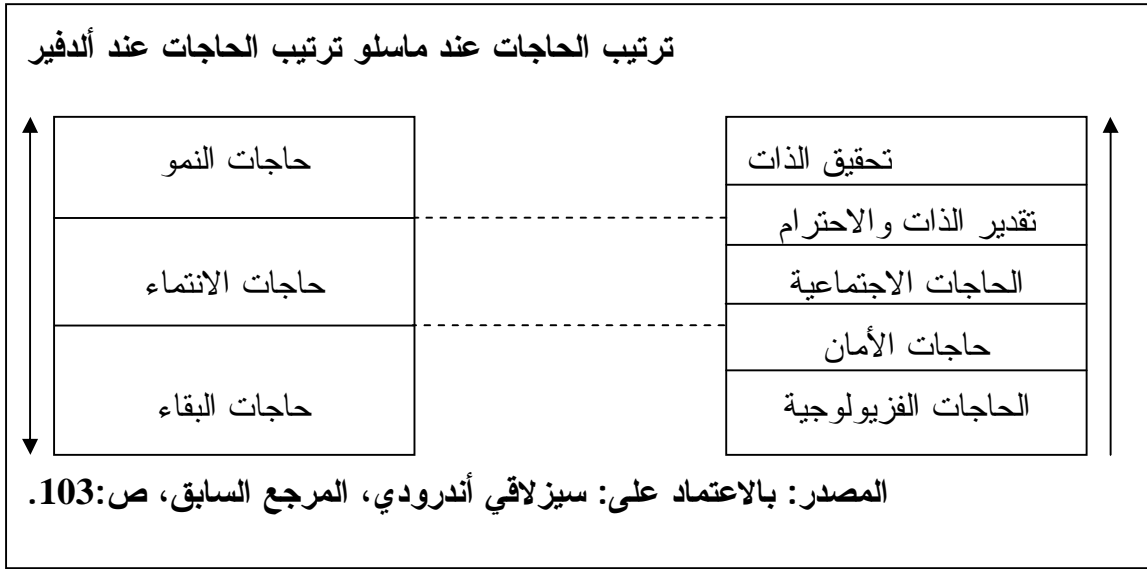 ترتيب الحاجات عند ماسلو ترتيب الحاجات عند ألدفير
تحقيق الذات
تقدير الذات والاحترام
الحاجات الاجتماعية
حاجات الأمان
الحاجات الفزيولوجية
حاجات النمو
حاجات الانتماء
حاجات البقاء
المصدر: بالاعتماد على: سيزلاقي أندرودي، المرجع السابق، ص:103.